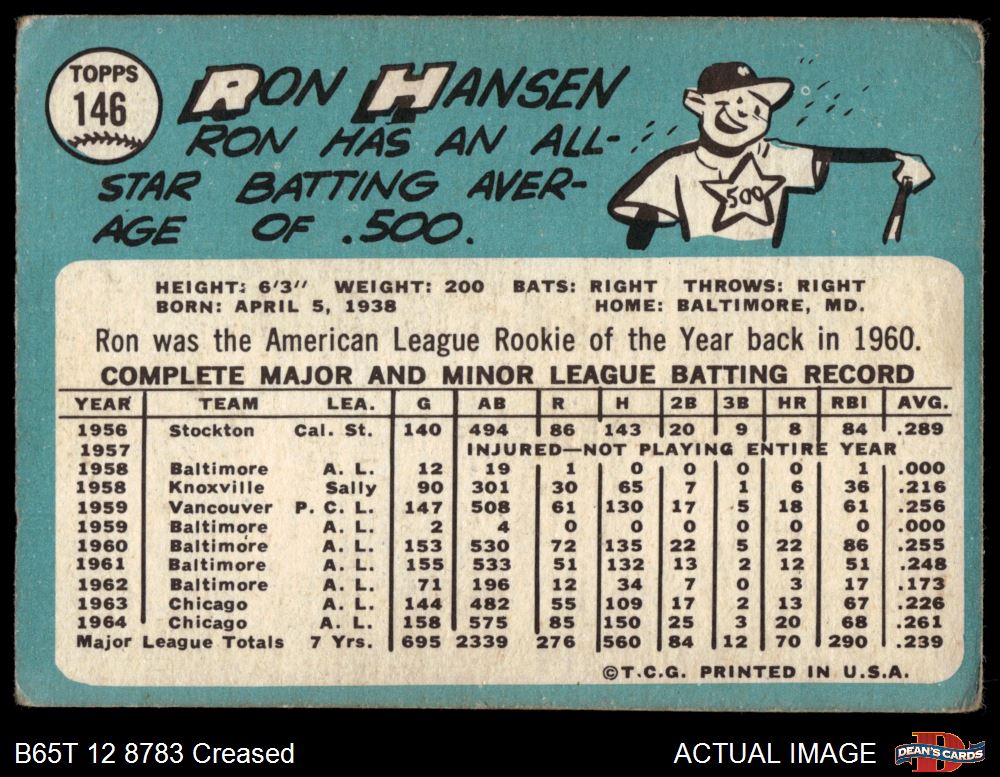 TOPPS
146
RON HANSEN
RON HAS AN ALL-
STAR BATTING AVER-
AGE OF .500.
500
HEIGHT: 6'3" WEIGHT: 200 BATS: RIGHT THROWS: RIGHT
BORN: APRIL 5, 1938 HOME: BALTIMORE, MD.
Ron was the American League Rookie of the Year back in 1960.
COMPLETE MAJOR AND MINOR LEAGUE BATTING RECORD
YEAR TEAM LEA. G AB R H 2B 3B HR RBI AVG.
1956 Stockton Cal. St. 140 494 86 143 20 9 8 84 .289
1957 INJURED—NOT PLAYING ENTIRE YEAR
1958 Baltimore A. L. 12 19 1 0 0 0 0 1 .000
1958 Knoxville Sally 90 301 30 65 7 1 6 36 .216
1959 Vancouver P. C. L. 147 508 61 130 17 5 18 61 .256
1959 Baltimore A. L. 2 4 0 0 0 0 0 0 .000
1960 Baltimore A. L. 153 530 72 135 22 5 22 86 .255
1961 Baltimore A. L. 155 533 51 132 13 2 12 51 .248
1962 Baltimore A. L. 71 196 12 34 7 0 3 17 .173
1963 Chicago A. L. 144 482 55 109 17 2 13 67 .226
1964 Chicago A. L. 158 575 85 150 25 3 20 68 .261
Major League Totals 7 Yrs. 695 2339 276 560 84 12 70 290 .239
©T.C.G. PRINTED IN U.S.A.
B65T 12 8783 Creased ACTUAL IMAGE DEAN'S CARDS